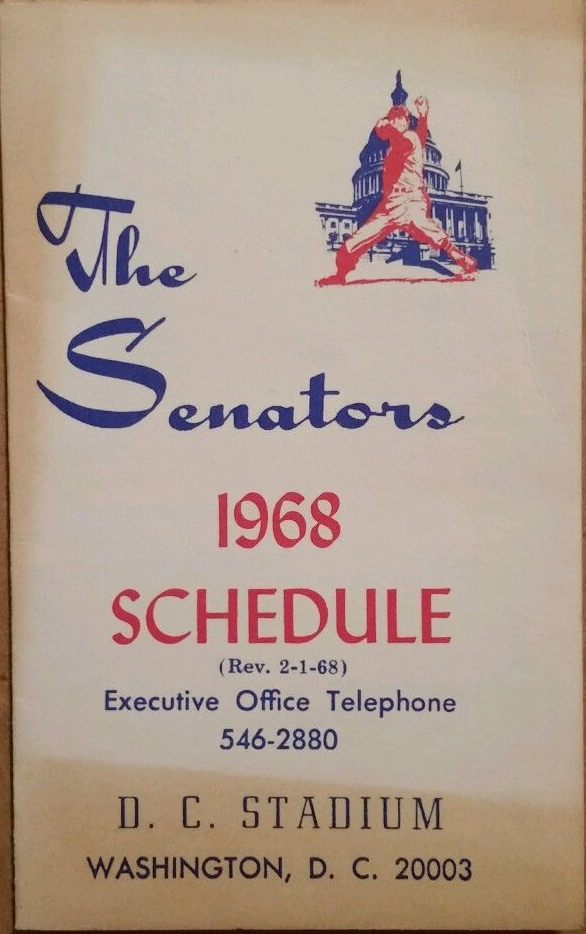 The
Senators
1968
SCHEDULE
(Rev. 2-1-68)
Executive Office Telephone
546-2880
D. C. STADIUM
WASHINGTON, D. C. 20003